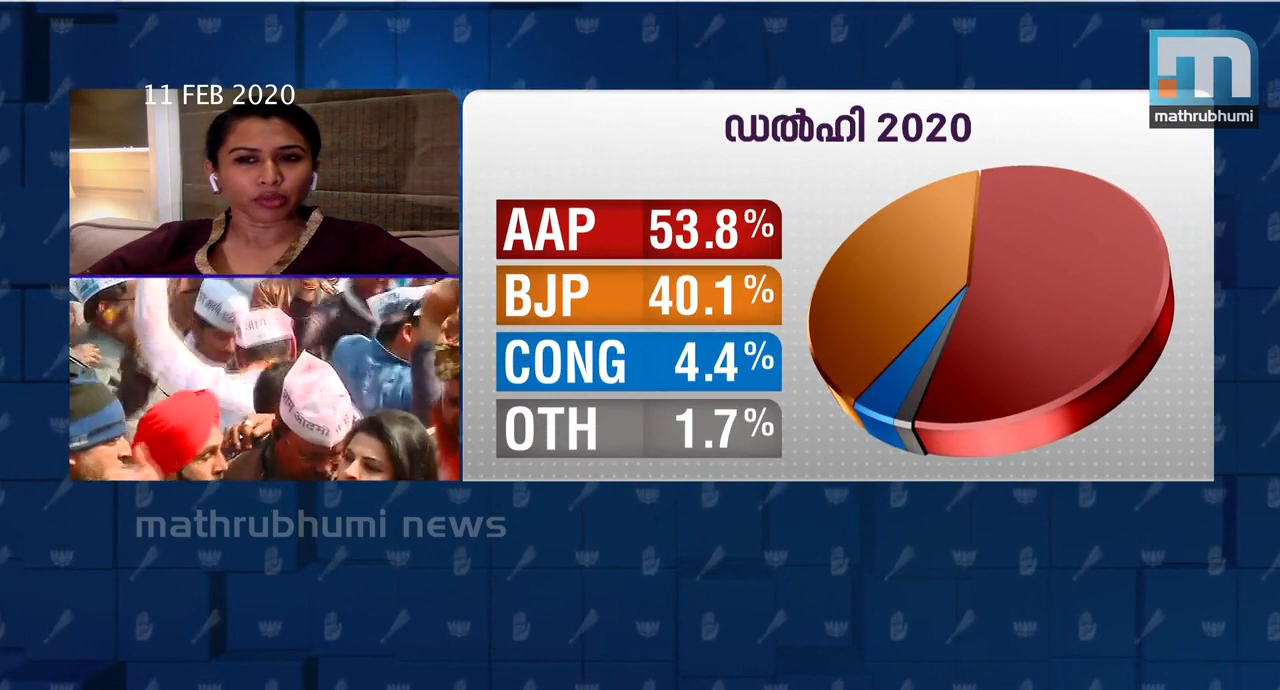 11 FEB 2020
ഡൽഹി 2020
mathrubhumi
AAP 53.8%
BJP 40.1%
CONG 4.4%
OTH 1.7%
mathrubhumi news